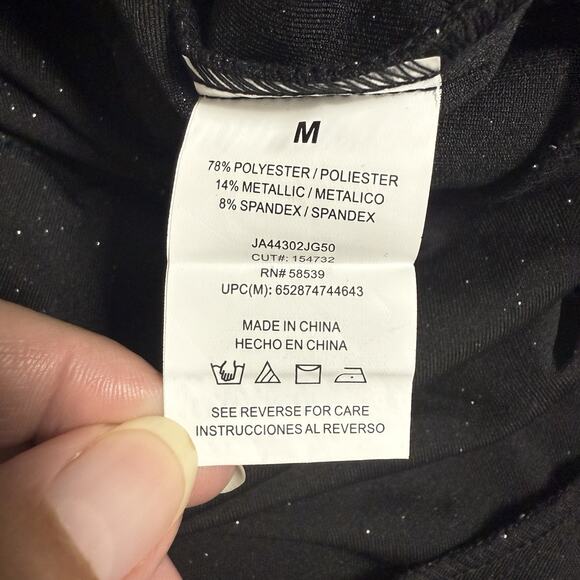 M
78% POLYESTER / POLIESTER
14% METALLIC / METALICO
8% SPANDEX / SPANDEX
JA44302JG50
CUT#: 154732
RN# 58539
UPC(M): 652874744643
MADE IN CHINA
HECHO EN CHINA
SEE REVERSE FOR CARE
INSTRUCCIONES AL REVERSO